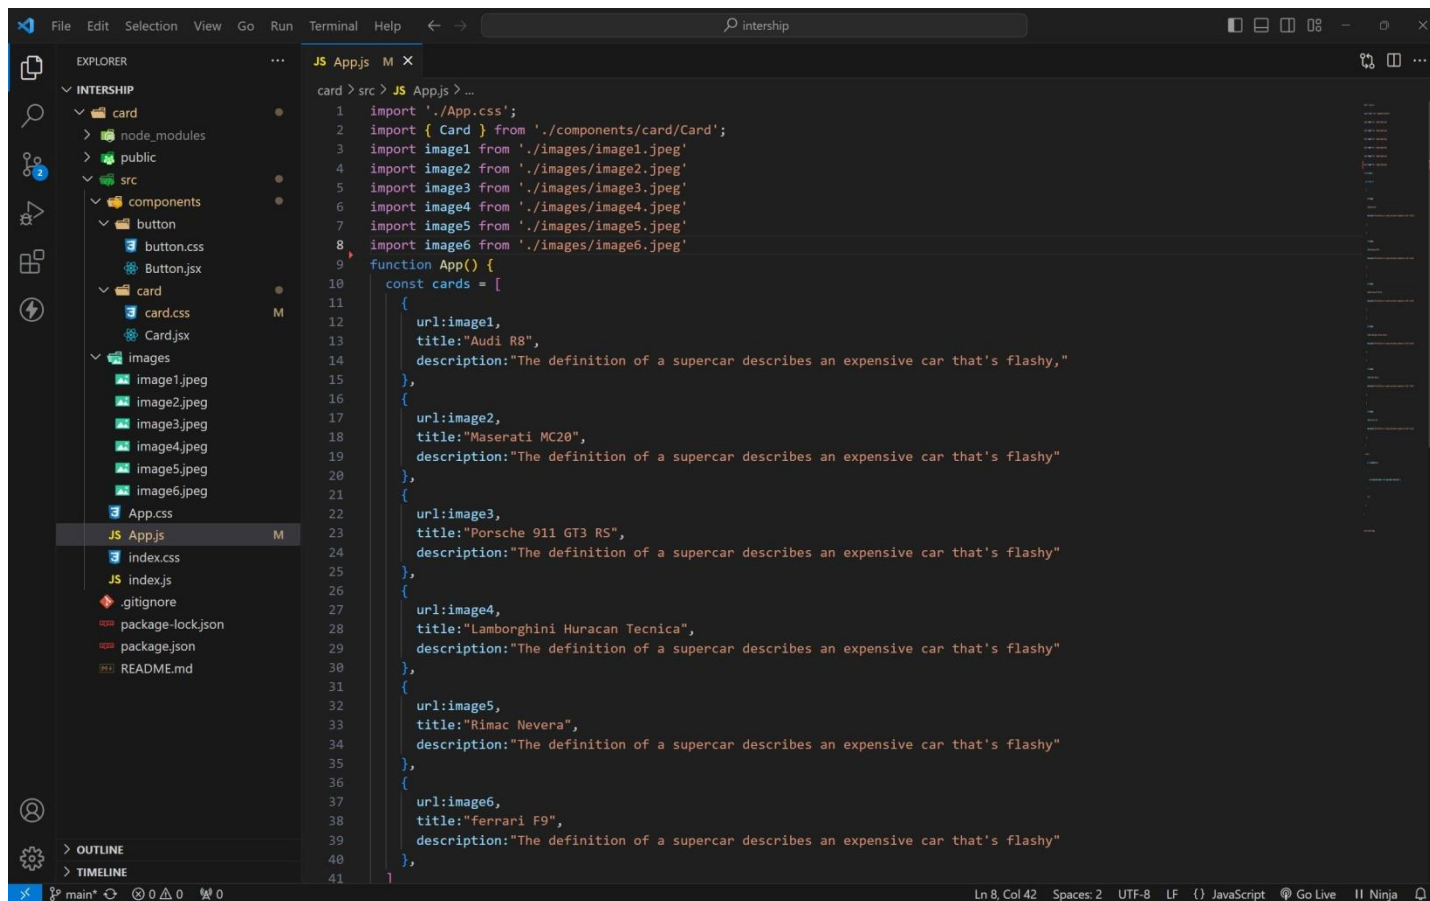 File Edit Selection View Go Run Terminal Help intership
EXPLORER
INTERSHIP
card
node_modules
public
src
components
button
button.css
Button.jsx
card
card.css M
Card.jsx
images
image1.jpeg
image2.jpeg
image3.jpeg
image4.jpeg
image5.jpeg
image6.jpeg
App.css
JS App.js M
index.css
JS index.js
.gitignore
package-lock.json
package.json
README.md
OUTLINE
TIMELINE
2
JS App.js M
card > src > JS App.js > ...
1 import './App.css';
2 import { Card } from './components/card/Card';
3 import image1 from './images/image1.jpeg'
4 import image2 from './images/image2.jpeg'
5 import image3 from './images/image3.jpeg'
6 import image4 from './images/image4.jpeg'
7 import image5 from './images/image5.jpeg'
8 import image6 from './images/image6.jpeg'
9 function App() {
10 const cards = [
11 {
12 url:image1,
13 title:"Audi R8",
14 description:"The definition of a supercar describes an expensive car that's flashy,"
15 },
16 {
17 url:image2,
18 title:"Maserati MC20",
19 description:"The definition of a supercar describes an expensive car that's flashy"
20 },
21 {
22 url:image3,
23 title:"Porsche 911 GT3 RS",
24 description:"The definition of a supercar describes an expensive car that's flashy"
25 },
26 {
27 url:image4,
28 title:"Lamborghini Huracan Tecnica",
29 description:"The definition of a supercar describes an expensive car that's flashy"
30 },
31 {
32 url:image5,
33 title:"Rimac Nevera",
34 description:"The definition of a supercar describes an expensive car that's flashy"
35 },
36 {
37 url:image6,
38 title:"ferrari F9",
39 description:"The definition of a supercar describes an expensive car that's flashy"
40 },
41 ]
main* 0 0 0 Ln 8, Col 42 Spaces: 2 UTF-8 LF {} JavaScript Go Live Ninja